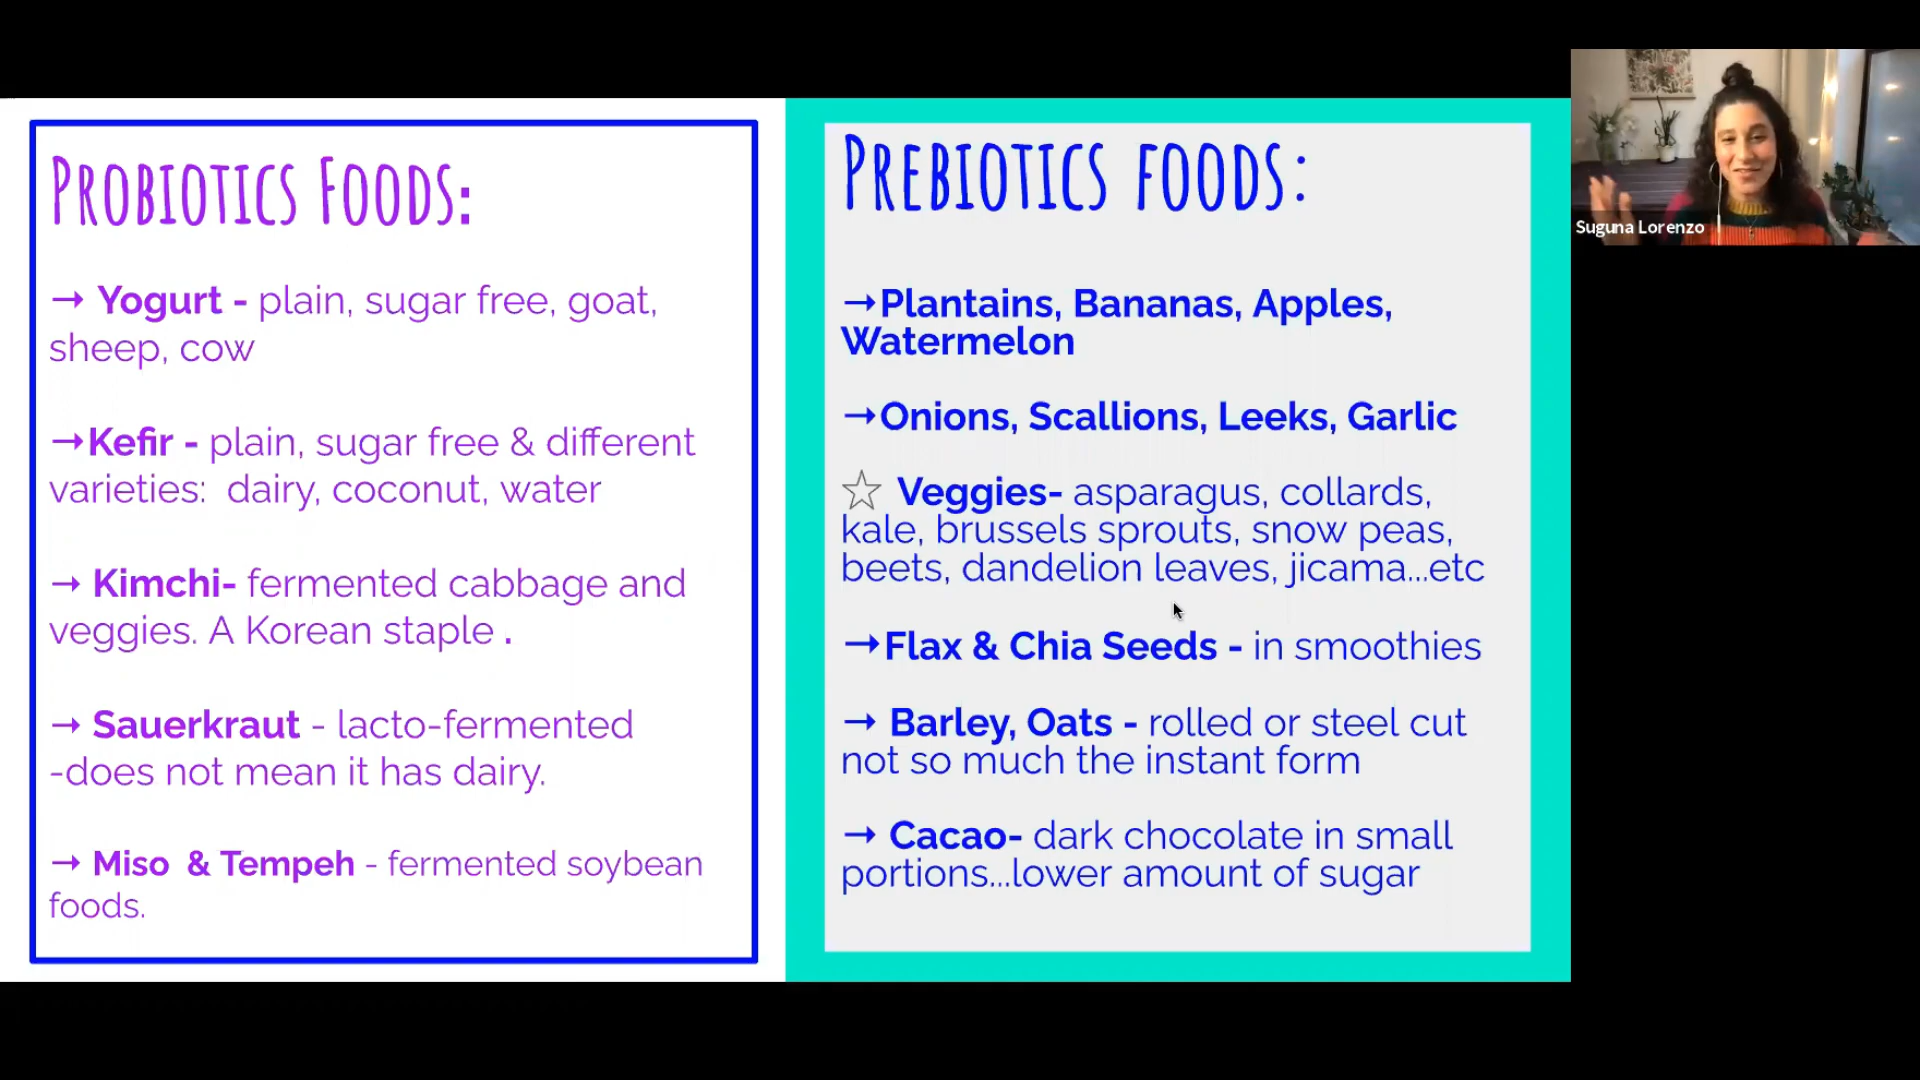 Probiotics Foods:
→ Yogurt - plain, sugar free, goat,
sheep, cow
→Kefir - plain, sugar free & different
varieties: dairy, coconut, water
→ Kimchi- fermented cabbage and
veggies. A Korean staple .
→ Sauerkraut - lacto-fermented
-does not mean it has dairy.
→ Miso & Tempeh - fermented soybean
foods.
Prebiotics foods:
→Plantains, Bananas, Apples,
Watermelon
→Onions, Scallions, Leeks, Garlic
☆ Veggies- asparagus, collards,
kale, brussels sprouts, snow peas,
beets, dandelion leaves, jicama...etc
→Flax & Chia Seeds - in smoothies
→ Barley, Oats - rolled or steel cut
not so much the instant form
→ Cacao- dark chocolate in small
portions...lower amount of sugar
Suguna Lorenzo